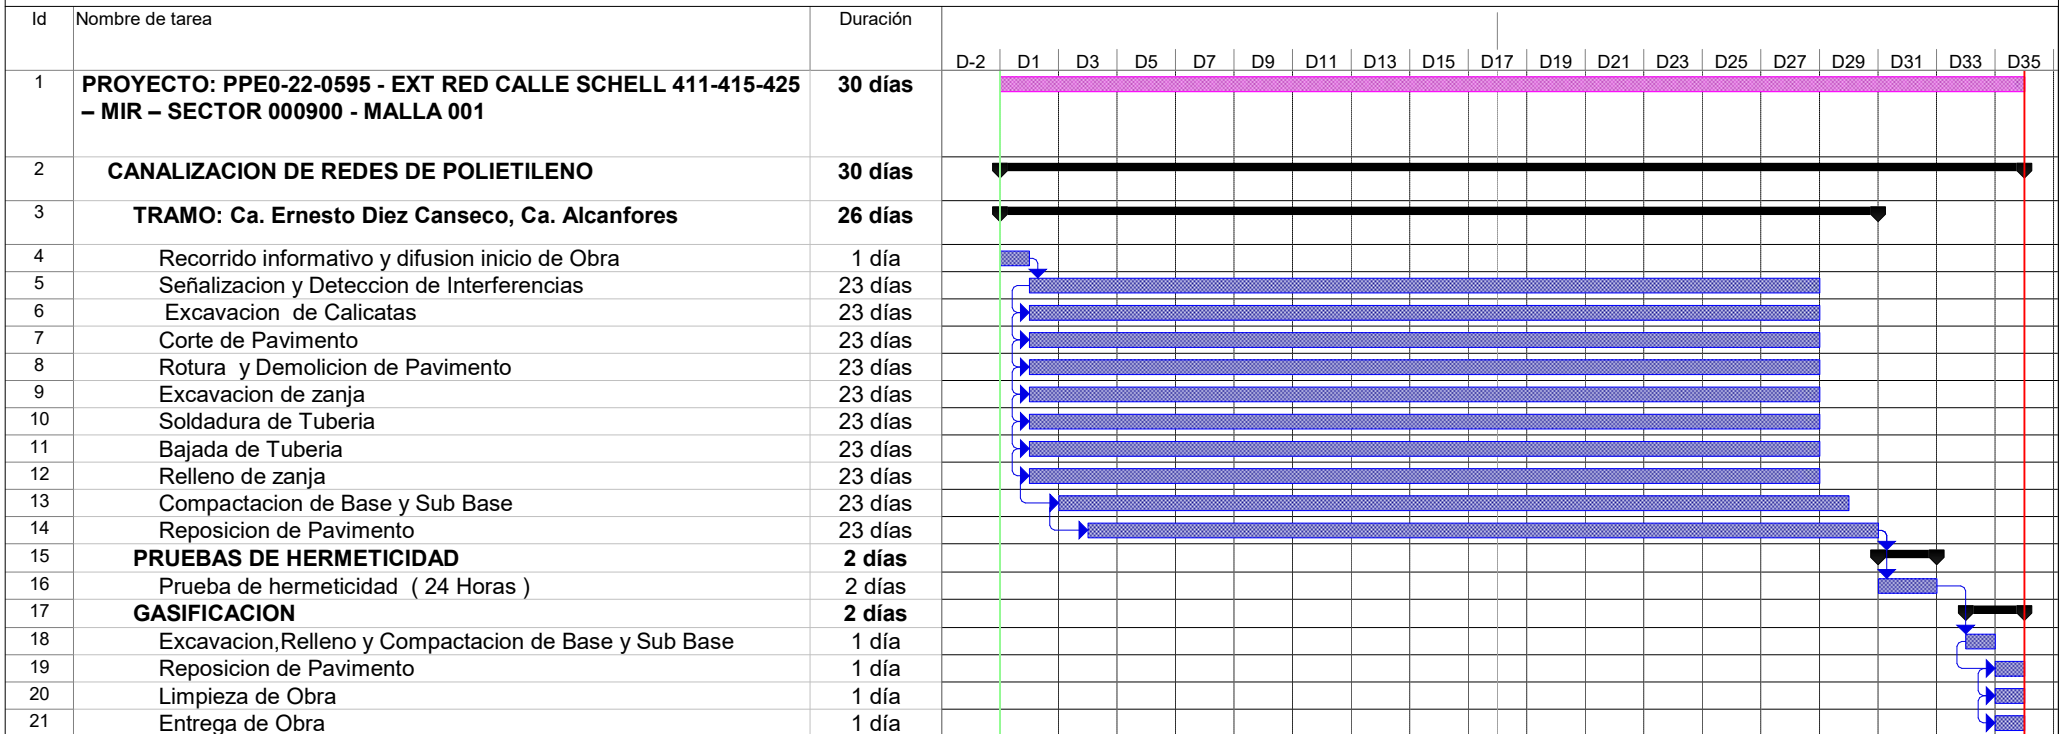 Id Nombre de tarea Duración
D-2 D1 D3 D5 D7 D9 D11 D13 D15 D17 D19 D21 D23 D25 D27 D29 D31 D33 D35
1 PROYECTO: PPE0-22-0595 - EXT RED CALLE SCHELL 411-415-425 30 días
– MIR – SECTOR 000900 - MALLA 001
2 CANALIZACION DE REDES DE POLIETILENO 30 días
3 TRAMO: Ca. Ernesto Diez Canseco, Ca. Alcanfores 26 días
4 Recorrido informativo y difusion inicio de Obra 1 día
5 Señalizacion y Deteccion de Interferencias 23 días
6 Excavacion de Calicatas 23 días
7 Corte de Pavimento 23 días
8 Rotura y Demolicion de Pavimento 23 días
9 Excavacion de zanja 23 días
10 Soldadura de Tuberia 23 días
11 Bajada de Tuberia 23 días
12 Relleno de zanja 23 días
13 Compactacion de Base y Sub Base 23 días
14 Reposicion de Pavimento 23 días
15 PRUEBAS DE HERMETICIDAD 2 días
16 Prueba de hermeticidad ( 24 Horas ) 2 días
17 GASIFICACION 2 días
18 Excavacion,Relleno y Compactacion de Base y Sub Base 1 día
19 Reposicion de Pavimento 1 día
20 Limpieza de Obra 1 día
21 Entrega de Obra 1 día